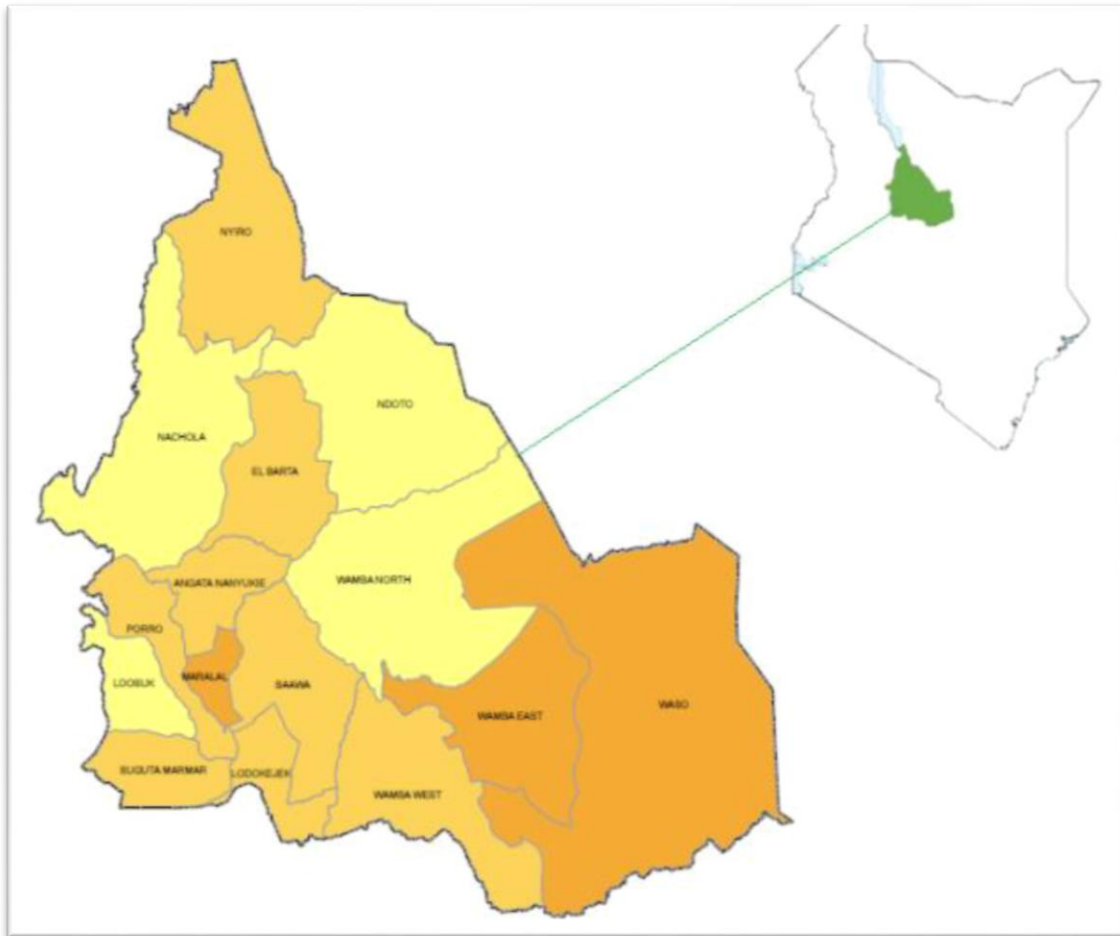 NYIRO
NDOTO
NACHOLA
EL BARTA
WAMBA NORTH
ANGATA NANYUKIE
PORRO
MARALAL
LOOSUK
BAAWA
WASO
WAMBA EAST
SUGUTA MARMAR
LODOKEJEK
WAMBA WEST